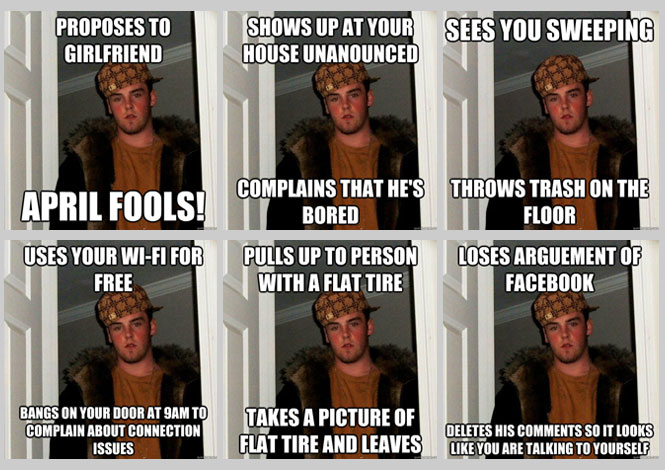 PROPOSES TO
GIRLFRIEND
APRIL FOOLS!
SHOWS UP AT YOUR
HOUSE UNANOUNCED
COMPLAINS THAT HE'S
BORED
SEES YOU SWEEPING
THROWS TRASH ON THE
FLOOR
USES YOUR WI-FI FOR
FREE
BANGS ON YOUR DOOR AT 9AM TO
COMPLAIN ABOUT CONNECTION
ISSUES
PULLS UP TO PERSON
WITH A FLAT TIRE
TAKES A PICTURE OF
FLAT TIRE AND LEAVES
LOSES ARGUEMENT OF
FACEBOOK
DELETES HIS COMMENTS SO IT LOOKS
LIKE YOU ARE TALKING TO YOURSELF